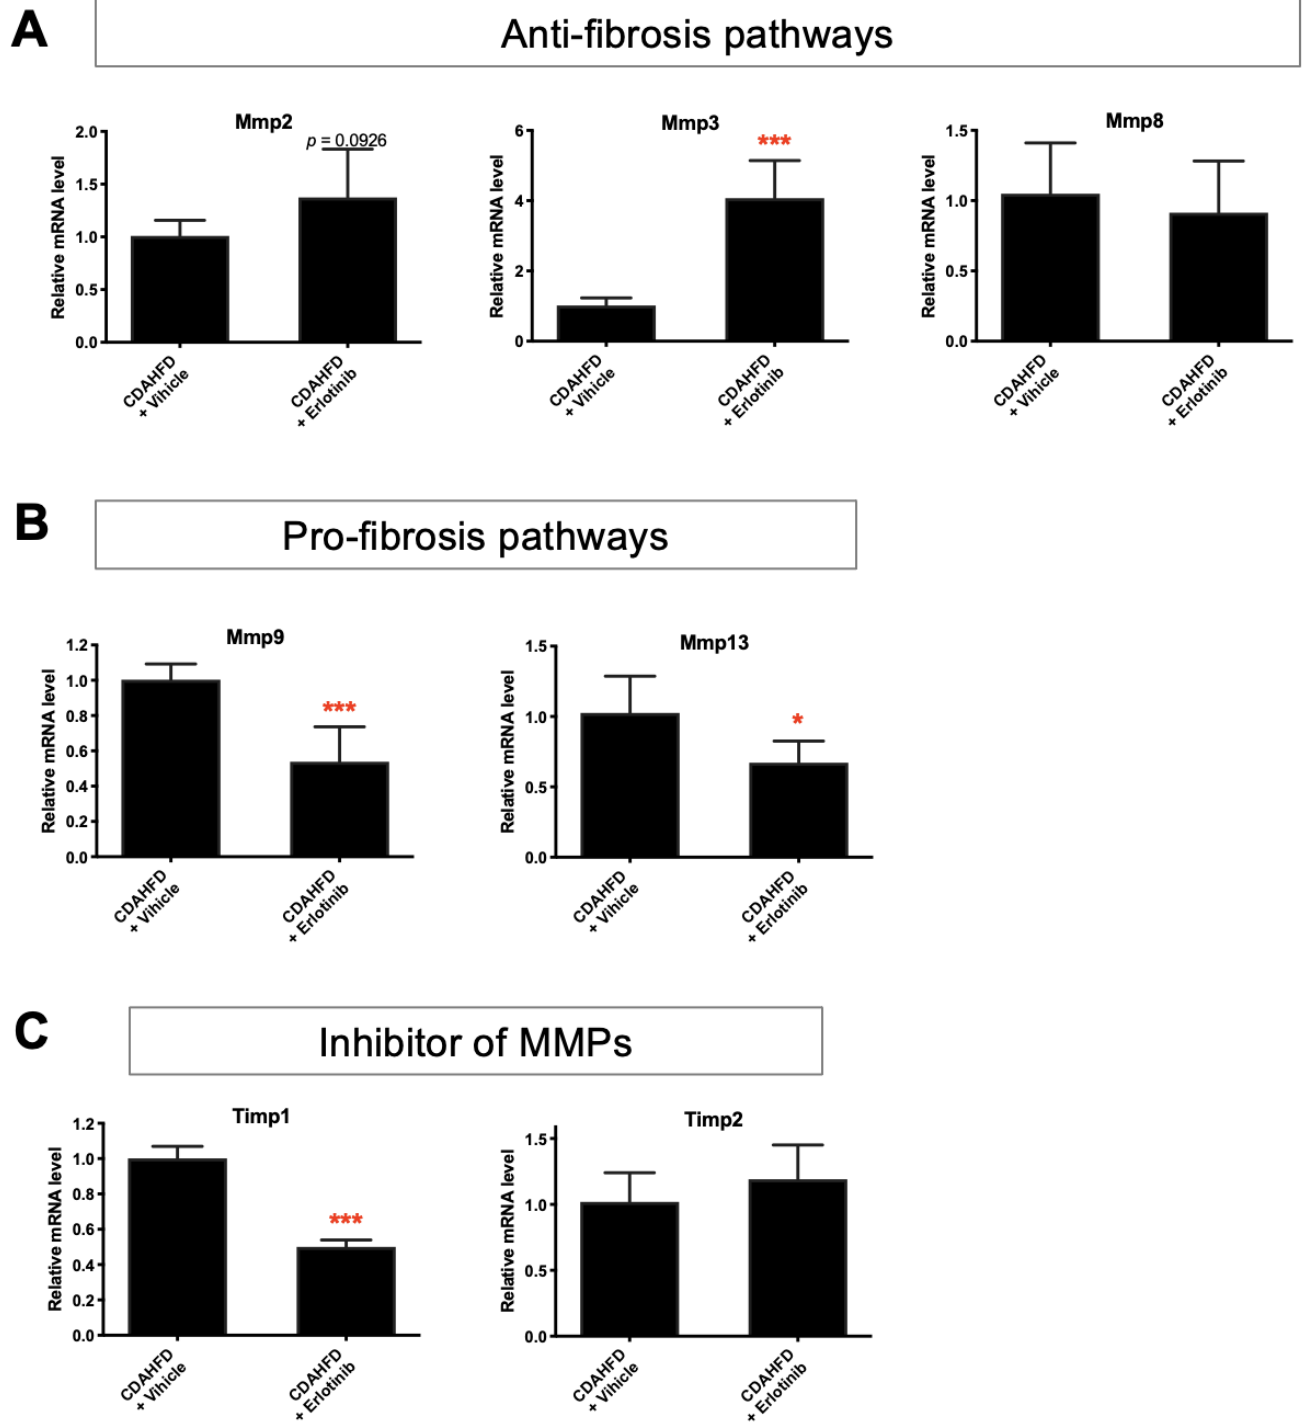 A
Anti-fibrosis pathways
Mmp2
Relative mRNA level
2.0
1.5
1.0
0.5
0.0
p = 0.0926
CDAHFD
+ Vihicle
CDAHFD
+ Erlotinib
Mmp3
Relative mRNA level
6
4
2
0
***
CDAHFD
+ Vihicle
CDAHFD
+ Erlotinib
Mmp8
Relative mRNA level
1.5
1.0
0.5
0.0
CDAHFD
+ Vihicle
CDAHFD
+ Erlotinib
B
Pro-fibrosis pathways
Mmp9
Relative mRNA level
1.2
1.0
0.8
0.6
0.4
0.2
0.0
***
CDAHFD
+ Vihicle
CDAHFD
+ Erlotinib
Mmp13
Relative mRNA level
1.5
1.0
0.5
0.0
*
CDAHFD
+ Vihicle
CDAHFD
+ Erlotinib
C
Inhibitor of MMPs
Timp1
Relative mRNA level
1.2
1.0
0.8
0.6
0.4
0.2
0.0
***
CDAHFD
+ Vihicle
CDAHFD
+ Erlotinib
Timp2
Relative mRNA level
1.5
1.0
0.5
0.0
CDAHFD
+ Vihicle
CDAHFD
+ Erlotinib